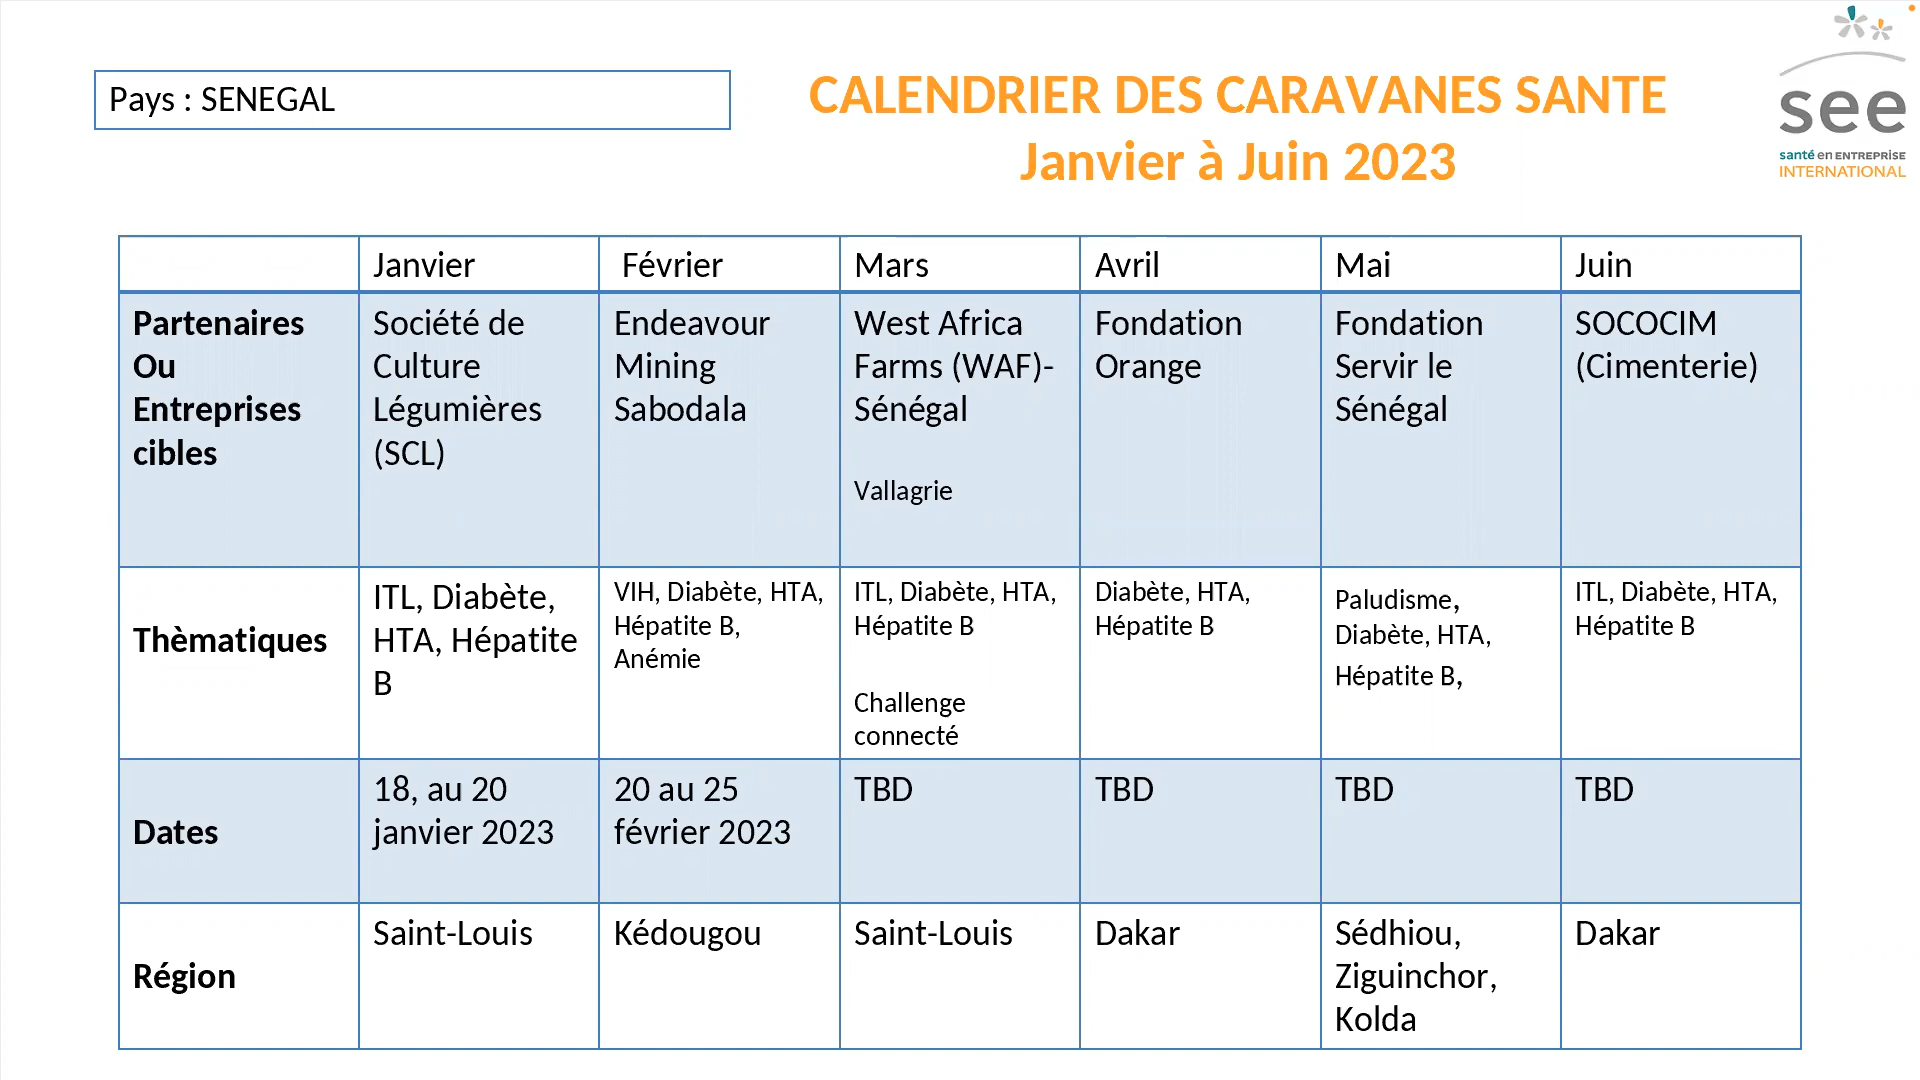 Pays : SENEGAL
CALENDRIER DES CARAVANES SANTE
Janvier à Juin 2023
see
santé en ENTREPRISE
INTERNATIONAL
Janvier
Février
Mars
Avril
Mai
Juin
Partenaires
Ou
Entreprises
cibles
Société de
Culture
Légumières
(SCL)
Endeavour
Mining
Sabodala
West Africa
Farms (WAF)-
Sénégal
Vallagrie
Fondation
Orange
Fondation
Servir le
Sénégal
SOCOCIM
(Cimenterie)
Thèmatiques
ITL, Diabète,
HTA, Hépatite
B
VIH, Diabète, HTA,
Hépatite B,
Anémie
ITL, Diabète, HTA,
Hépatite B
Challenge
connecté
Diabète, HTA,
Hépatite B
Paludisme,
Diabète, HTA,
Hépatite B,
ITL, Diabète, HTA,
Hépatite B
Dates
18, au 20
janvier 2023
20 au 25
février 2023
TBD
TBD
TBD
TBD
Région
Saint-Louis
Kédougou
Saint-Louis
Dakar
Sédhiou,
Ziguinchor,
Kolda
Dakar